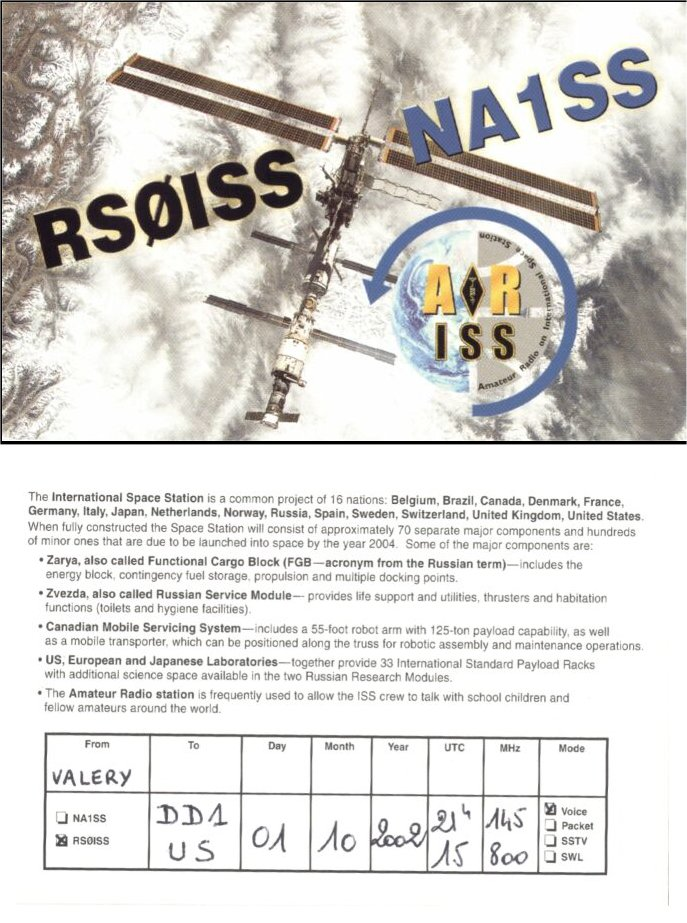 NA1SS
RSØISS
Amateur Radio on International Space Station
AR
ISS
The International Space Station is a common project of 16 nations: Belgium, Brazil, Canada, Denmark, France,
Germany, Italy, Japan, Netherlands, Norway, Russia, Spain, Sweden, Switzerland, United Kingdom, United States.
When fully constructed the Space Station will consist of approximately 70 separate major components and hundreds
of minor ones that are due to be launched into space by the year 2004. Some of the major components are:
• Zarya, also called Functional Cargo Block (FGB—acronym from the Russian term)—includes the
energy block, contingency fuel storage, propulsion and multiple docking points.
• Zvezda, also called Russian Service Module— provides life support and utilities, thrusters and habitation
functions (toilets and hygiene facilities).
• Canadian Mobile Servicing System—includes a 55-foot robot arm with 125-ton payload capability, as well
as a mobile transporter, which can be positioned along the truss for robotic assembly and maintenance operations.
• US, European and Japanese Laboratories—together provide 33 International Standard Payload Racks
with additional science space available in the two Russian Research Modules.
• The Amateur Radio station is frequently used to allow the ISS crew to talk with school children and
fellow amateurs around the world.
From To Day Month Year UTC MHz Mode
VALERY
☐ NA1SS
☒ RSØISS
DD1
US
01
10
2002
21h
15
145
800
☒ Voice
☐ Packet
☐ SSTV
☐ SWL